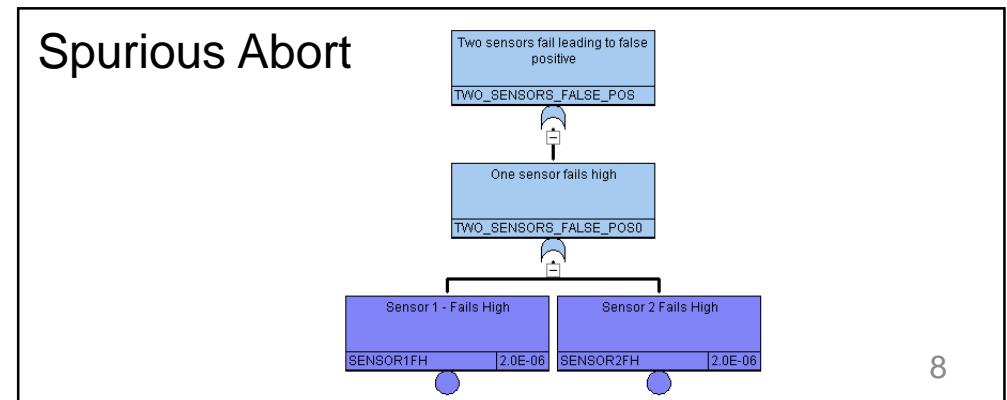 Spurious Abort
Two sensors fail leading to false
positive
TWO_SENSORS_FALSE_POS
One sensor fails high
TWO_SENSORS_FALSE_POS0
Sensor 1 - Fails High
SENSOR1FH 2.0E-06
Sensor 2 Fails High
SENSOR2FH 2.0E-06
8